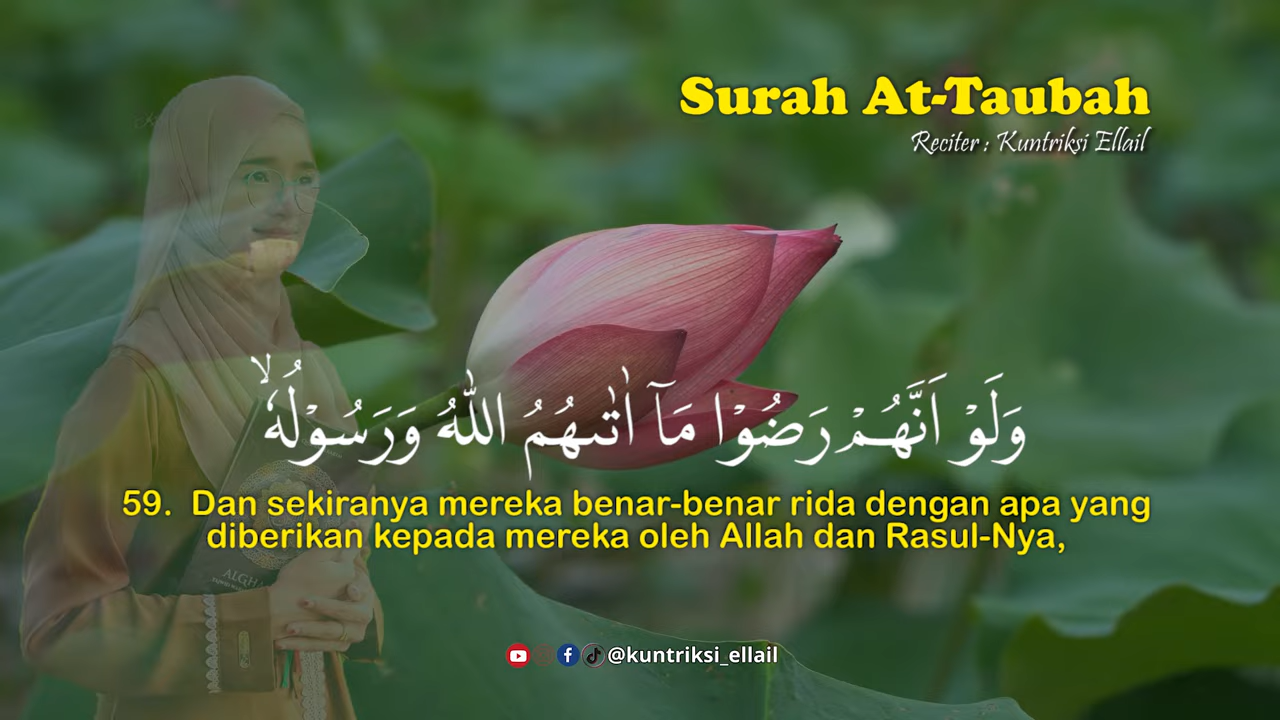 Surah At-Taubah
Reciter : Kuntriksi Ellail
وَلَوْ اَنَّهُمْ رَضُوْا مَآ اٰتٰىهُمُ اللّٰهُ وَرَسُوْلُهٗۙ
59. Dan sekiranya mereka benar-benar rida dengan apa yang
diberikan kepada mereka oleh Allah dan Rasul-Nya,
@kuntriksi_ellail